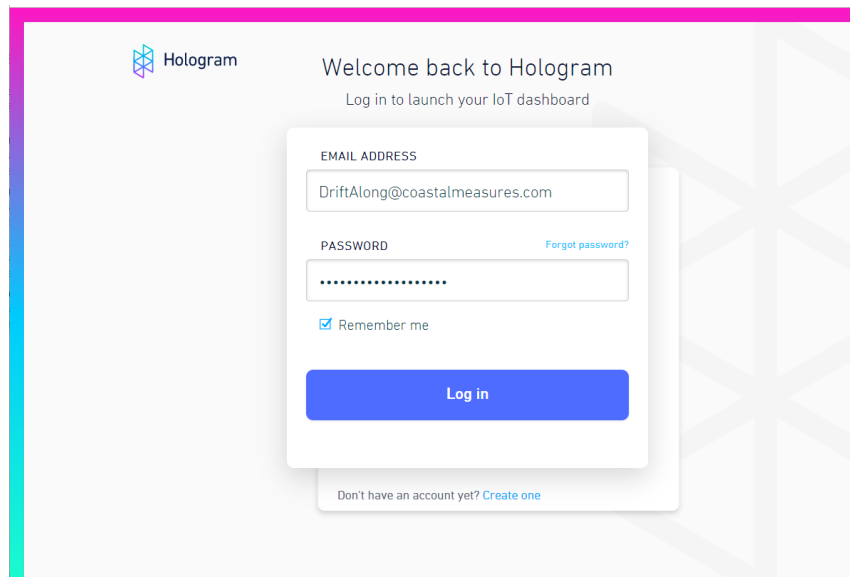 Hologram
Welcome back to Hologram
Log in to launch your IoT dashboard
EMAIL ADDRESS
DriftAlong@coastalmeasures.com
PASSWORD Forgot password?
••••••••••••••••••
Remember me
Log in
Don't have an account yet? Create one